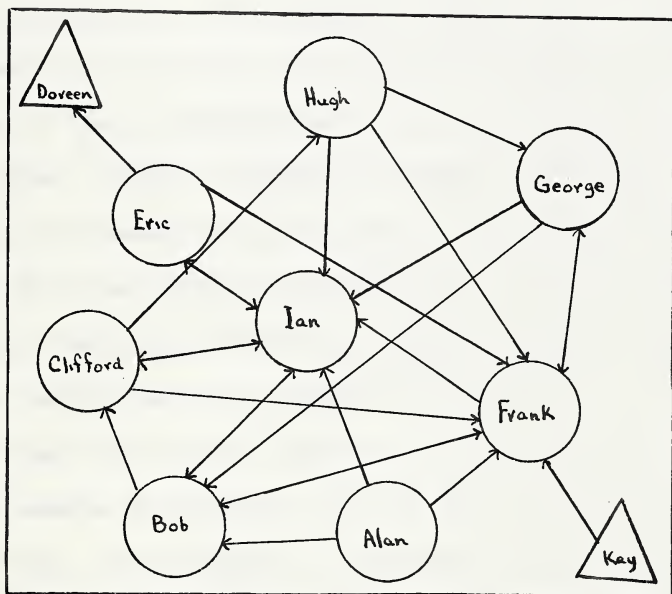 Doreen
Hugh
George
Eric
Ian
Clifford
Frank
Bob
Alan
Kay